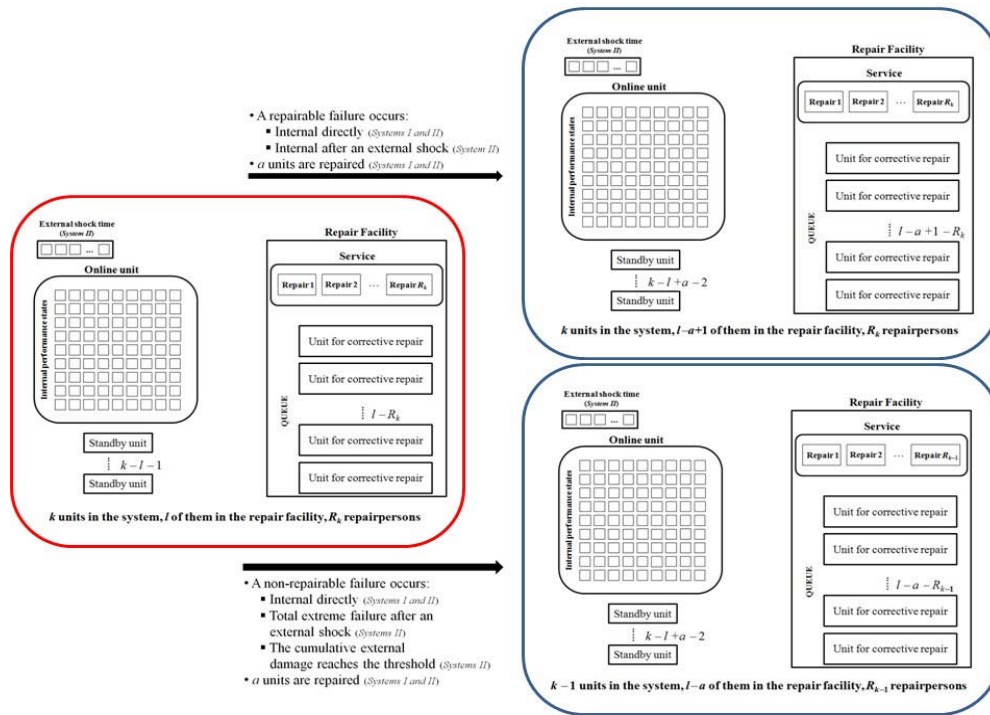 External shock time
(System II)
...
Online unit
Internal performance states
Standby unit
k – l – 1
Standby unit
Repair Facility
Service
Repair 1 Repair 2 ... Repair Rk
QUEUE
Unit for corrective repair
Unit for corrective repair
l – Rk
Unit for corrective repair
Unit for corrective repair
k units in the system, l of them in the repair facility, Rk repairpersons
• A repairable failure occurs:
▪ Internal directly (Systems I and II)
▪ Internal after an external shock (System II)
• a units are repaired (Systems I and II)
External shock time
(System II)
...
Online unit
Internal performance states
Standby unit
k – l + a – 2
Standby unit
Repair Facility
Service
Repair 1 Repair 2 ... Repair Rk
QUEUE
Unit for corrective repair
Unit for corrective repair
l – a + 1 – Rk
Unit for corrective repair
Unit for corrective repair
k units in the system, l – a+1 of them in the repair facility, Rk repairpersons
• A non-repairable failure occurs:
▪ Internal directly (Systems I and II)
▪ Total extreme failure after an
external shock (Systems II)
▪ The cumulative external
damage reaches the threshold (Systems II)
• a units are repaired (Systems I and II)
External shock time
(System II)
...
Online unit
Internal performance states
Standby unit
k – l + a – 2
Standby unit
Repair Facility
Service
Repair 1 Repair 2 ... Repair Rk–1
QUEUE
Unit for corrective repair
Unit for corrective repair
l – a – Rk–1
Unit for corrective repair
Unit for corrective repair
k – 1 units in the system, l – a of them in the repair facility, Rk–1 repairpersons